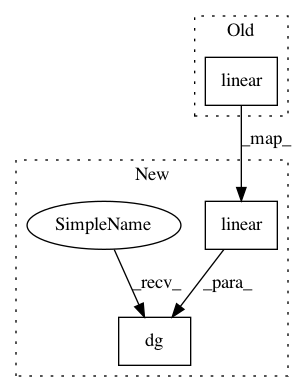 Old
linear
_map_
New
SimpleName
linear
_recv_
_para_
dg